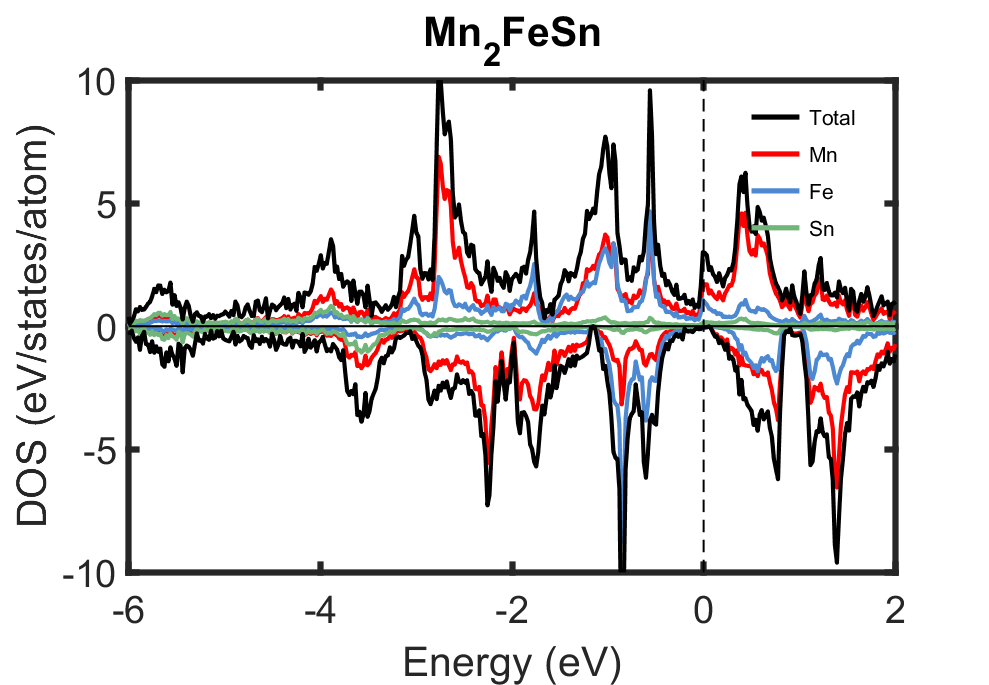 Mn2FeSn
10
5
0
-5
-10
DOS (eV/states/atom)
Total
Mn
Fe
Sn
-6
-4
-2
0
2
Energy (eV)